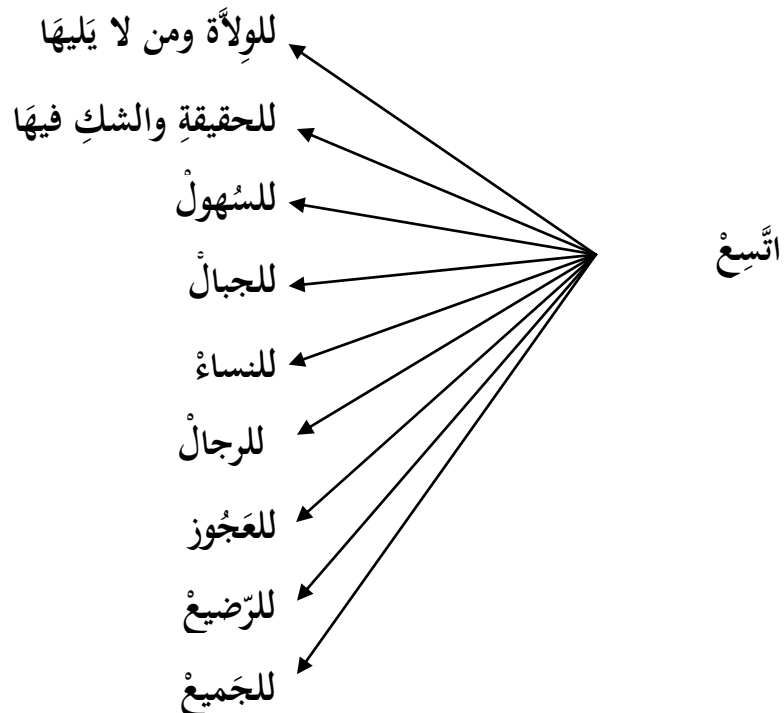 للوِلاَّة ومن لا يَليهَا
للحقيقةِ والشكِ فيهَا
للسُهولْ
اتَّسِعْ
للجبالْ
للنساءْ
للرجالْ
للعَجُوز
للرّضيعْ
للجَميعْ